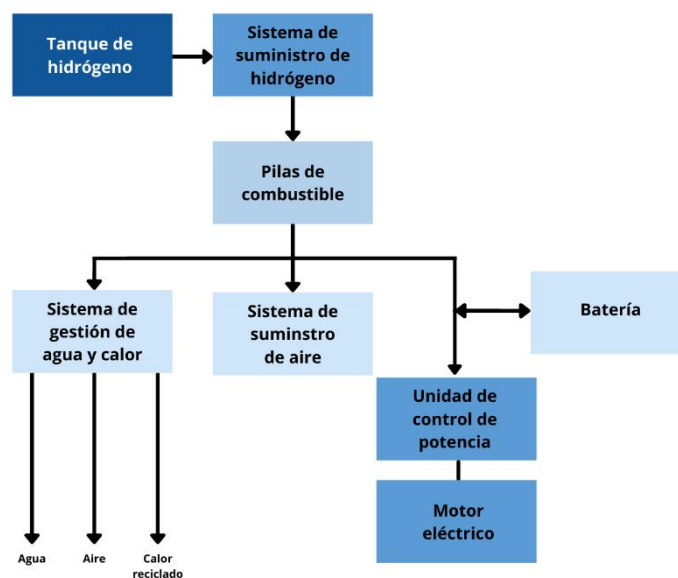 Tanque de
hidrógeno
Sistema de
suministro de
hidrógeno
Pilas de
combustible
Sistema de
gestión de
agua y calor
Sistema de
suminstro
de aire
Batería
Unidad de
control de
potencia
Motor
eléctrico
Agua
Aire
Calor
reciclado